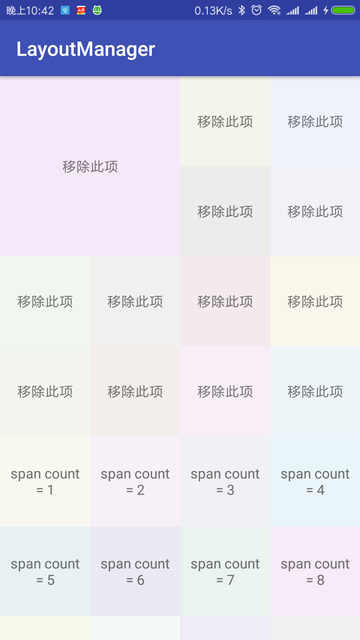 晚上10:42
0.13K/s
LayoutManager
移除此项
移除此项
移除此项
移除此项
移除此项
移除此项
移除此项
移除此项
移除此项
移除此项
移除此项
移除此项
移除此项
span count
= 1
span count
= 2
span count
= 3
span count
= 4
span count
= 5
span count
= 6
span count
= 7
span count
= 8